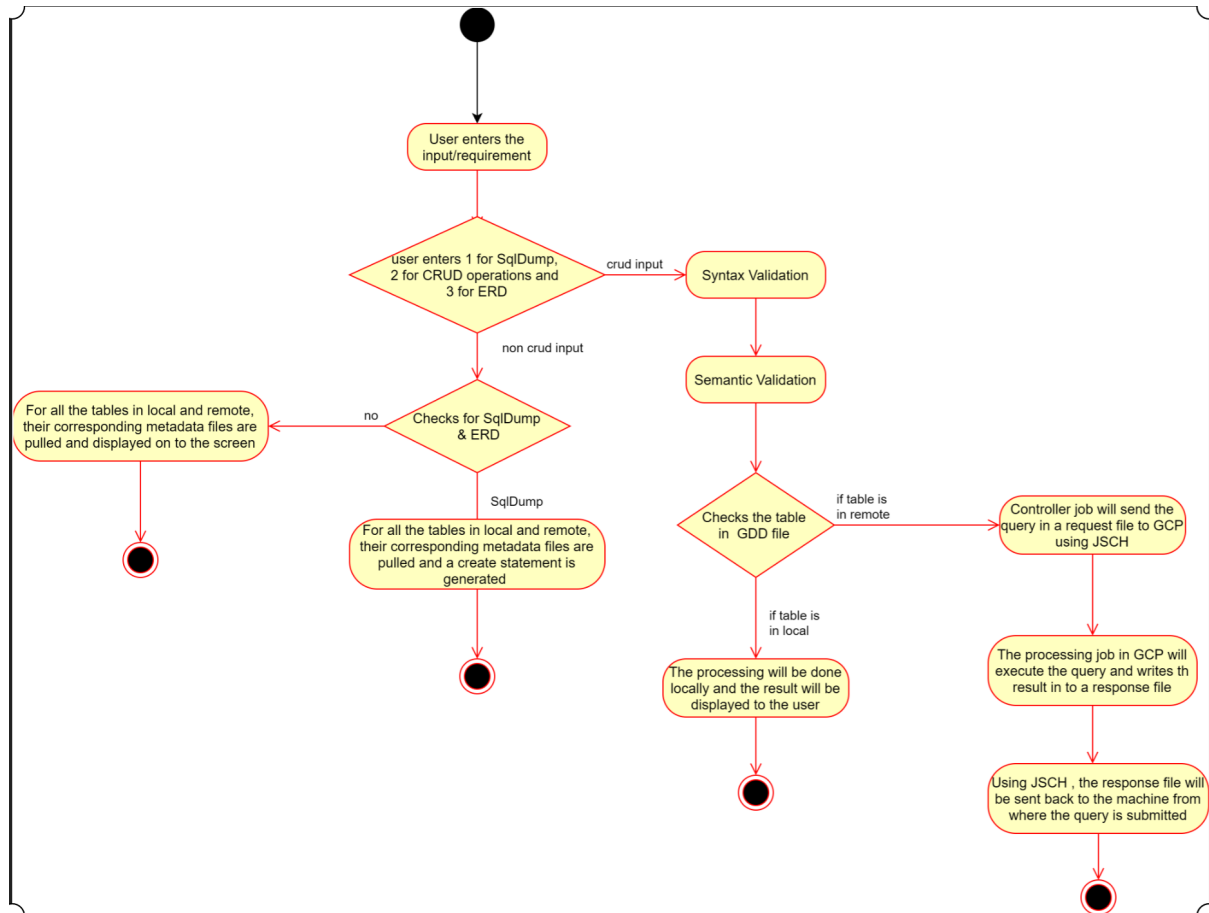 User enters the
input/requirement
user enters 1 for SqlDump,
2 for CRUD operations and
3 for ERD
crud input
Syntax Validation
non crud input
Semantic Validation
For all the tables in local and remote,
their corresponding metadata files are
pulled and displayed on to the screen
no
Checks for SqlDump
& ERD
SqlDump
For all the tables in local and remote,
their corresponding metadata files are
pulled and a create statement is
generated
Checks the table
in GDD file
if table is
in remote
Controller job will send the
query in a request file to GCP
using JSCH
if table is
in local
The processing will be done
locally and the result will be
displayed to the user
The processing job in GCP will
execute the query and writes th
result in to a response file
Using JSCH , the response file will
be sent back to the machine from
where the query is submitted